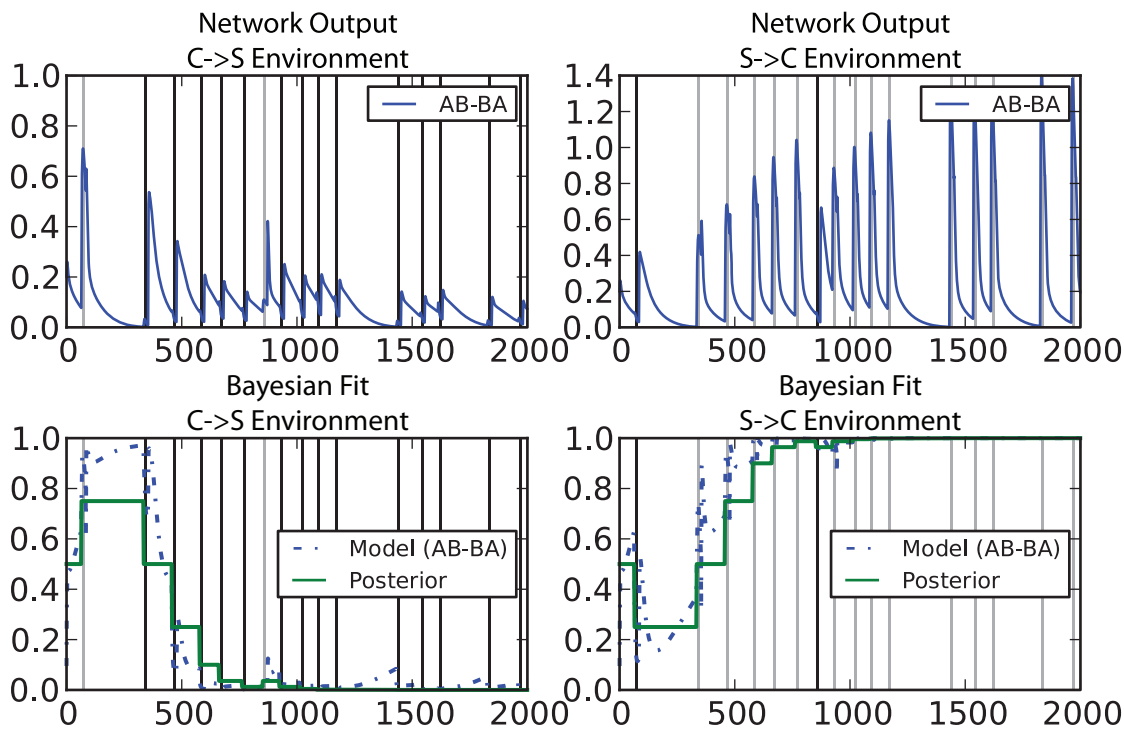 Network Output
C->S Environment
1.0
0.8
0.6
0.4
0.2
0.0
0 500 1000 1500 2000
AB-BA
Network Output
S->C Environment
1.4
1.2
1.0
0.8
0.6
0.4
0.2
0.0
0 500 1000 1500 2000
AB-BA
Bayesian Fit
C->S Environment
1.0
0.8
0.6
0.4
0.2
0.0
0 500 1000 1500 2000
Model (AB-BA)
Posterior
Bayesian Fit
S->C Environment
1.0
0.8
0.6
0.4
0.2
0.0
0 500 1000 1500 2000
Model (AB-BA)
Posterior